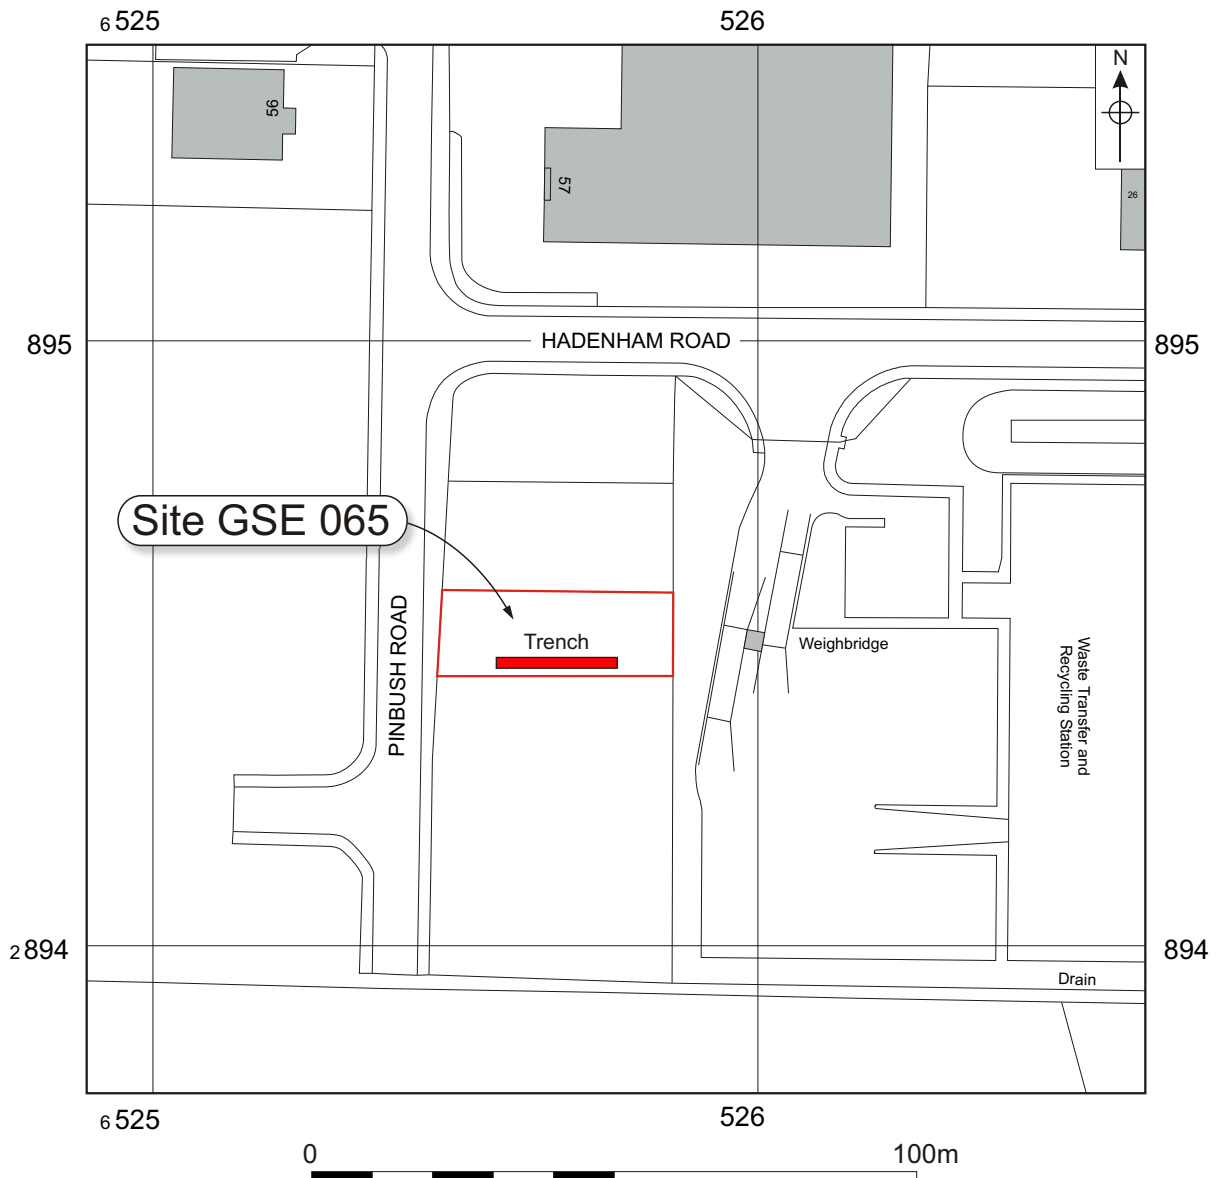 6 525
526
N
56
57
26
895
HADENHAM ROAD
895
Site GSE 065
PINBUSH ROAD
Trench
Weighbridge
Waste Transfer and
Recycling Station
2 894
894
Drain
6 525
526
0
100m